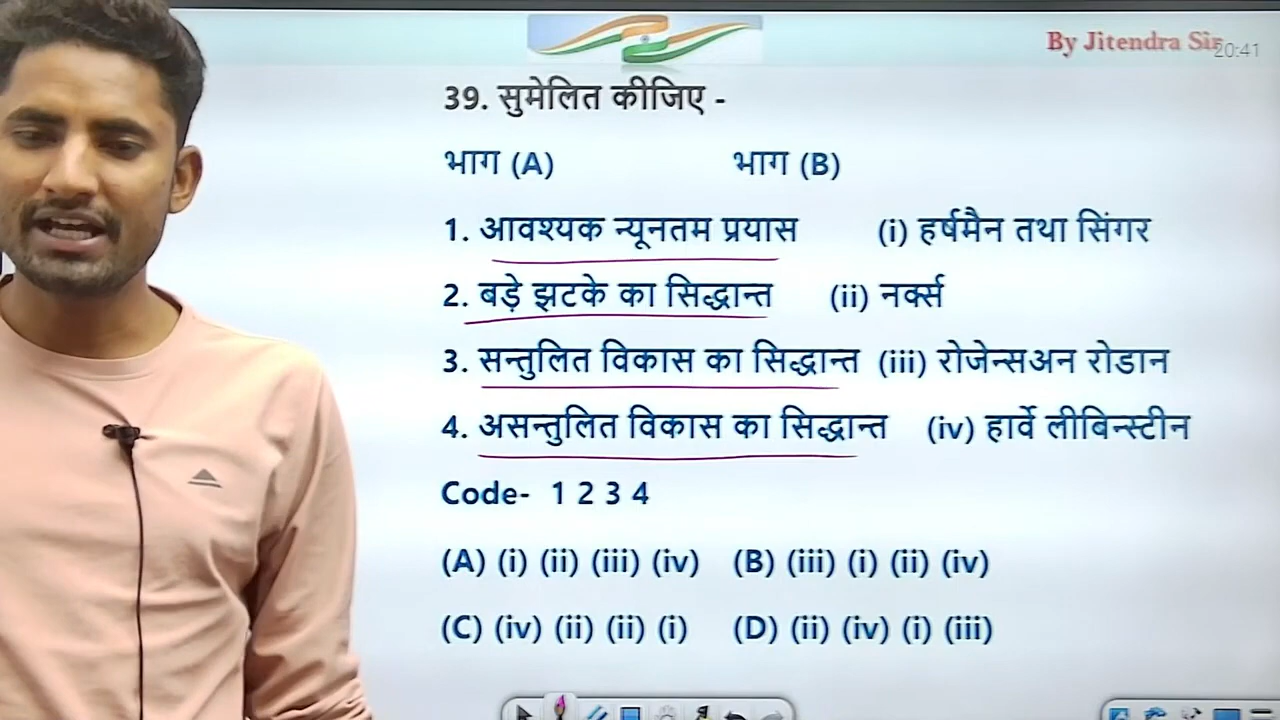 By Jitendra Sir
20:41
39. सुमेलित कीजिए -
भाग (A) भाग (B)
1. आवश्यक न्यूनतम प्रयास (i) हर्षमैन तथा सिंगर
2. बड़े झटके का सिद्धान्त (ii) नर्क्स
3. सन्तुलित विकास का सिद्धान्त (iii) रोजेन्सअन रोडान
4. असन्तुलित विकास का सिद्धान्त (iv) हार्वे लीबिन्स्टीन
Code- 1 2 3 4
(A) (i) (ii) (iii) (iv) (B) (iii) (i) (ii) (iv)
(C) (iv) (ii) (ii) (i) (D) (ii) (iv) (i) (iii)